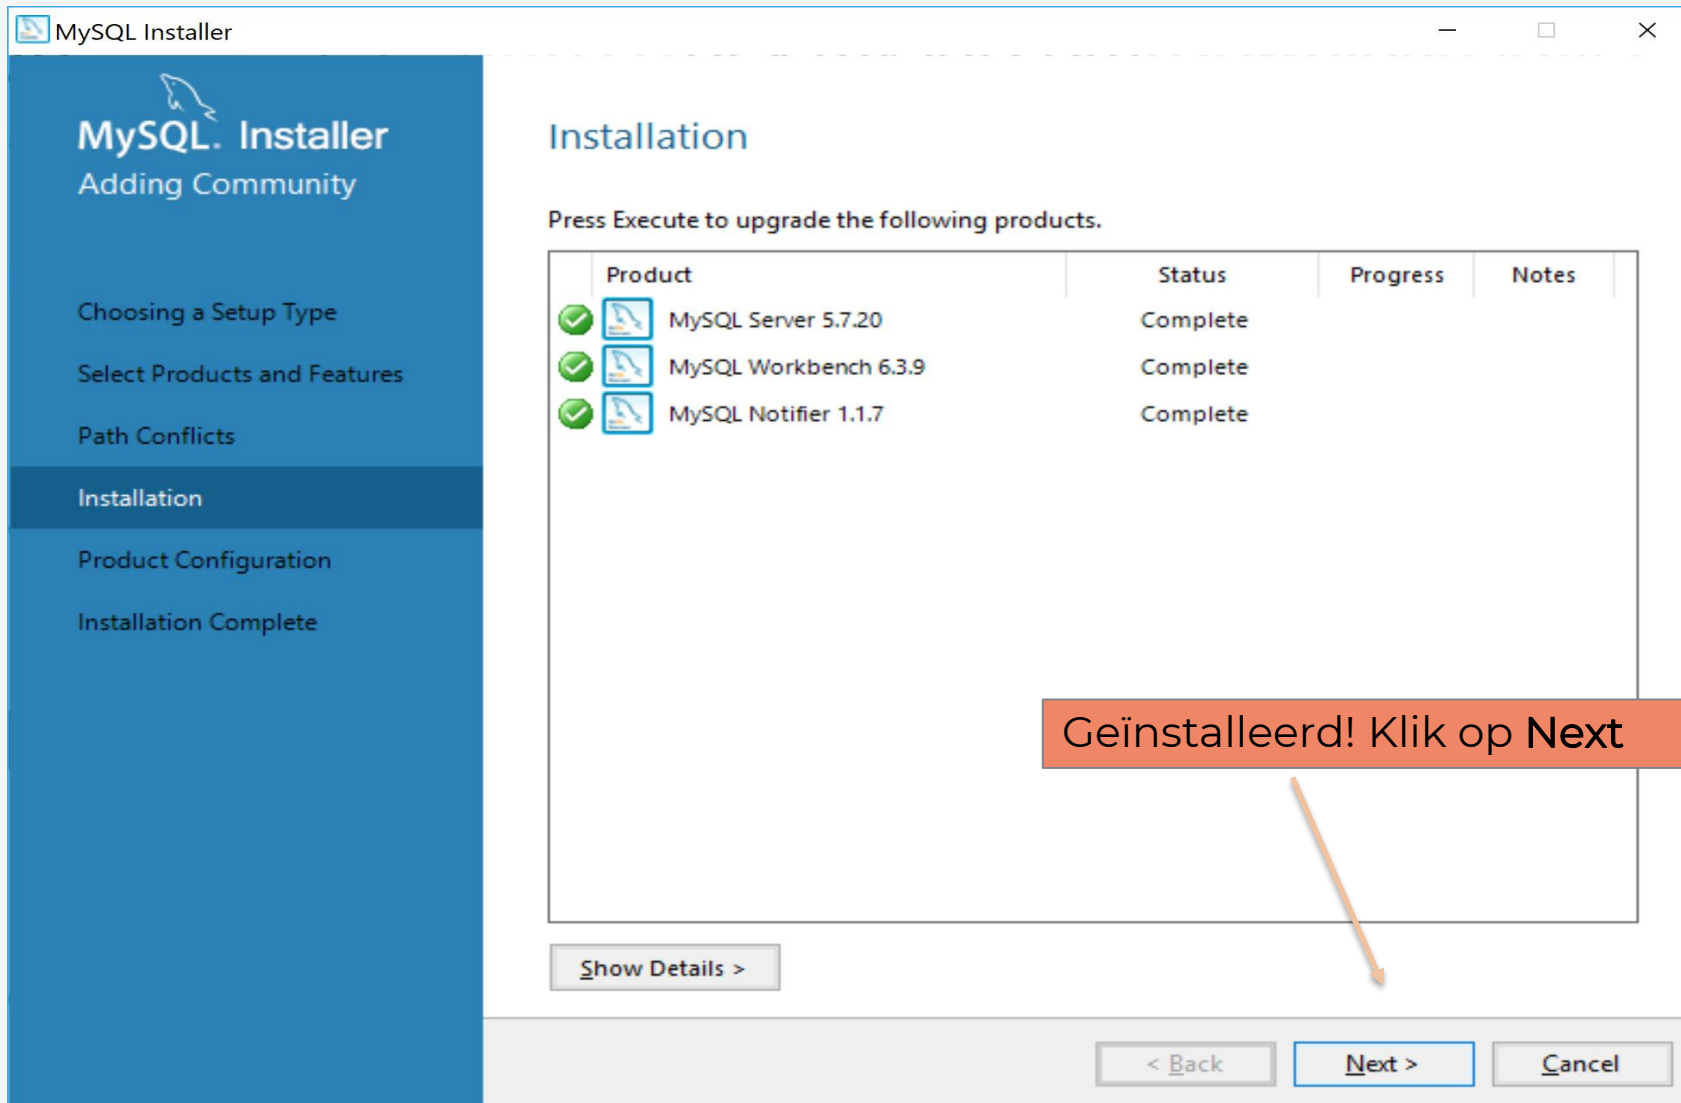 MySQL Installer
MySQL. Installer
Adding Community
Choosing a Setup Type
Select Products and Features
Path Conflicts
Installation
Product Configuration
Installation Complete
Installation
Press Execute to upgrade the following products.
Product Status Progress Notes
MySQL Server 5.7.20 Complete
MySQL Workbench 6.3.9 Complete
MySQL Notifier 1.1.7 Complete
Geïnstalleerd! Klik op Next
Show Details >
< Back Next > Cancel